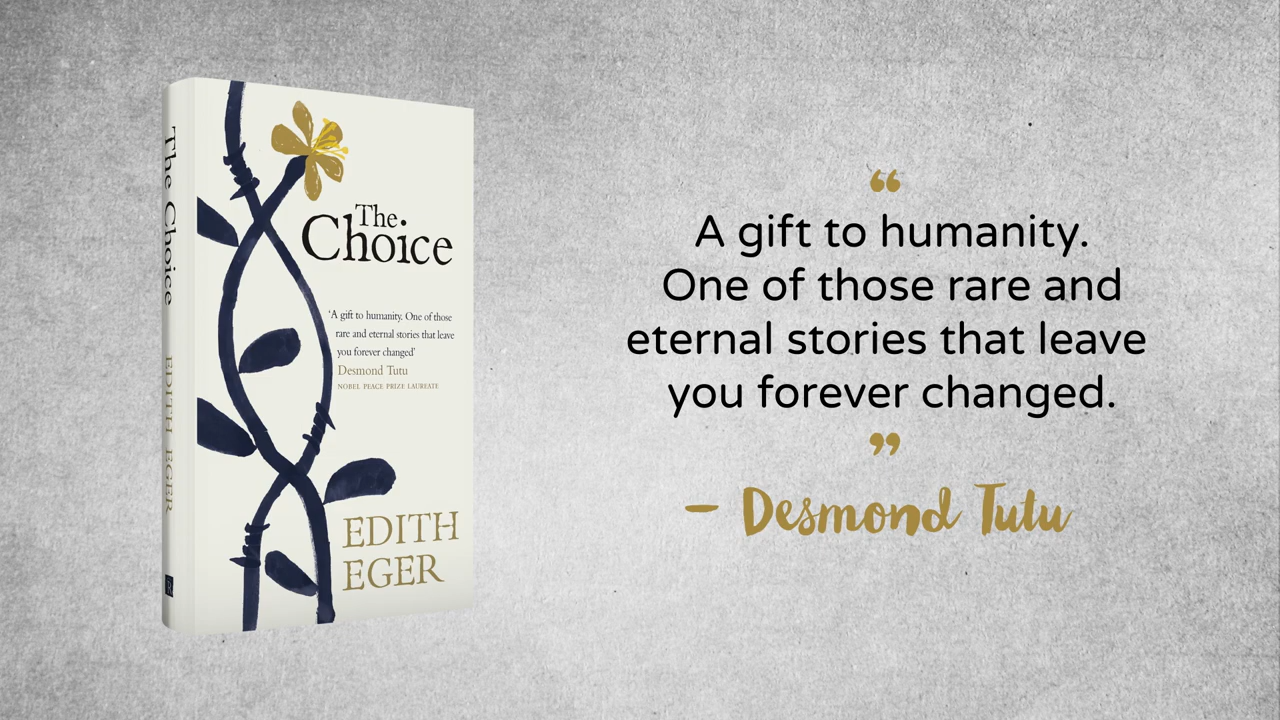 The Choice
EDITH EGER
The
Choice
‘A gift to humanity. One of those
rare and eternal stories that leave
you forever changed’
Desmond Tutu
NOBEL PEACE PRIZE LAUREATE
EDITH
EGER
“
A gift to humanity.
One of those rare and
eternal stories that leave
you forever changed.
”
– Desmond Tutu